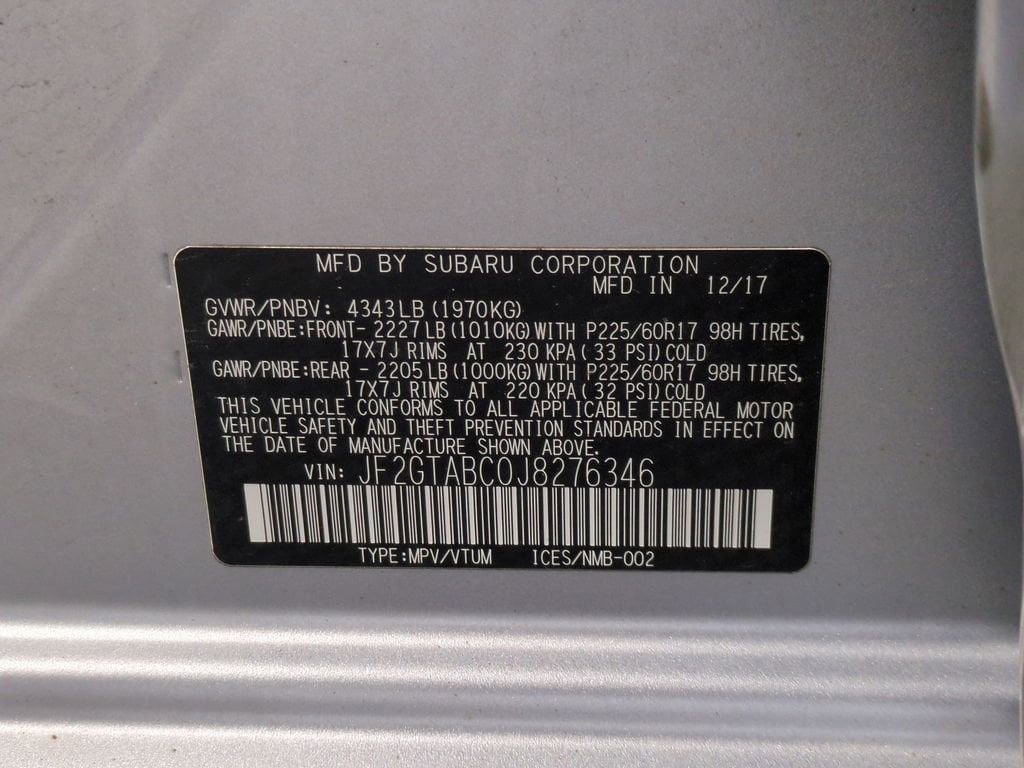 MFD BY SUBARU CORPORATION
MFD IN 12/17
GVWR/PNBV: 4343LB (1970KG)
GAWR/PNBE:FRONT- 2227LB (1010KG) WITH P225/60R17 98H TIRES,
17X7J RIMS AT 230 KPA ( 33 PSI) COLD
GAWR/PNBE:REAR - 2205LB (1000KG) WITH P225/60R17 98H TIRES,
17X7J RIMS AT 220 KPA ( 32 PSI) COLD
THIS VEHICLE CONFORMS TO ALL APPLICABLE FEDERAL MOTOR
VEHICLE SAFETY AND THEFT PREVENTION STANDARDS IN EFFECT ON
THE DATE OF MANUFACTURE SHOWN ABOVE.
VIN: JF2GTABC0J8276346
TYPE:MPV/VTUM ICES/NMB-002